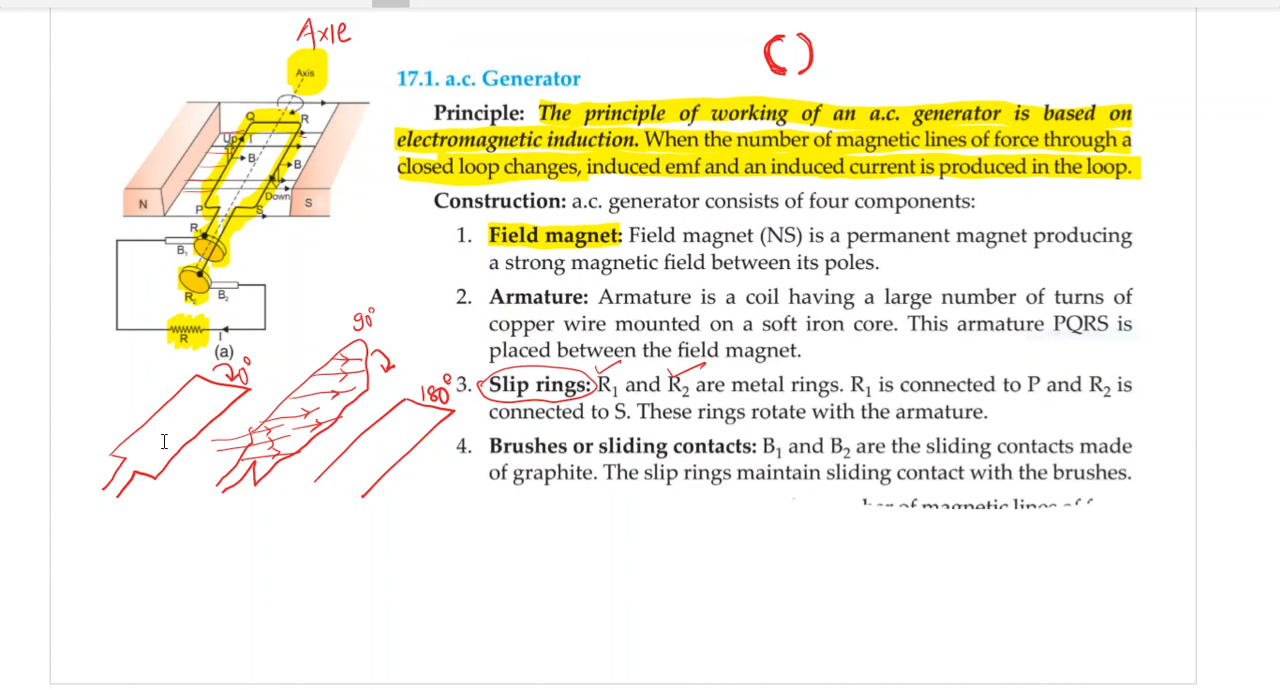 Axle
Axis
Q
R
Up
B
B
Down
N
P
S
S
R1
B1
R2
B2
R
I
(a)
90°
180°
17.1. a.c. Generator
Principle: The principle of working of an a.c. generator is based on
electromagnetic induction. When the number of magnetic lines of force through a
closed loop changes, induced emf and an induced current is produced in the loop.
Construction: a.c. generator consists of four components:
1. Field magnet: Field magnet (NS) is a permanent magnet producing
a strong magnetic field between its poles.
2. Armature: Armature is a coil having a large number of turns of
copper wire mounted on a soft iron core. This armature PQRS is
placed between the field magnet.
3. Slip rings: R1 and R2 are metal rings. R1 is connected to P and R2 is
connected to S. These rings rotate with the armature.
4. Brushes or sliding contacts: B1 and B2 are the sliding contacts made
of graphite. The slip rings maintain sliding contact with the brushes.
of magnetic lines